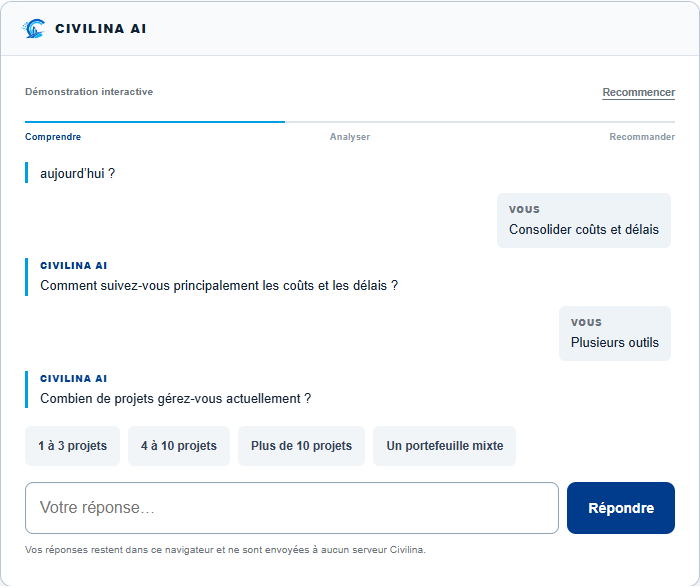 CIVILINA AI
Démonstration interactive
Recommencer
Comprendre
Analyser
Recommander
aujourd'hui ?
VOUS
Consolider coûts et délais
CIVILINA AI
Comment suivez-vous principalement les coûts et les délais ?
VOUS
Plusieurs outils
CIVILINA AI
Combien de projets gérez-vous actuellement ?
1 à 3 projets
4 à 10 projets
Plus de 10 projets
Un portefeuille mixte
Votre réponse…
Répondre
Vos réponses restent dans ce navigateur et ne sont envoyées à aucun serveur Civilina.